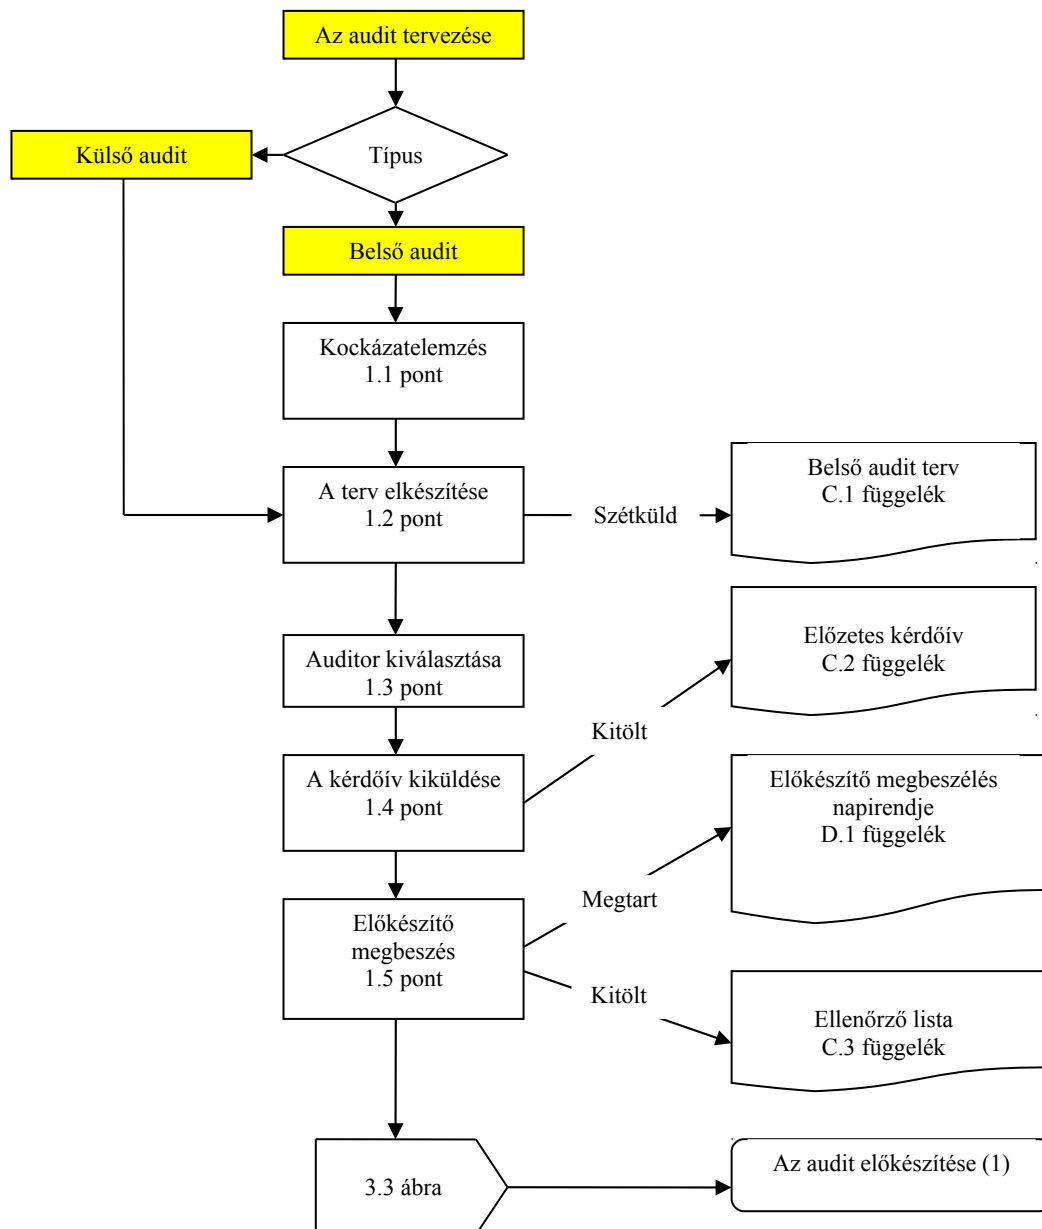 Az audit tervezése
Külső audit
Típus
Belső audit
Kockázatelemzés
1.1 pont
A terv elkészítése
1.2 pont
Szétküld
Belső audit terv
C.1 függelék
Előzetes kérdőív
C.2 függelék
Auditor kiválasztása
1.3 pont
Kitölt
A kérdőív kiküldése
1.4 pont
Előkészítő megbeszélés
napirendje
D.1 függelék
Megtart
Előkészítő
megbeszés
1.5 pont
Kitölt
Ellenőrző lista
C.3 függelék
3.3 ábra
Az audit előkészítése (1)